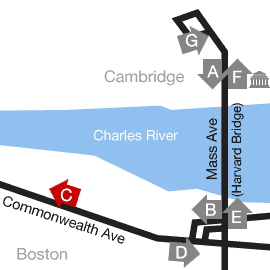 G
A
F
Cambridge
Charles River
Mass Ave
(Harvard Bridge)
C
B
E
Commonwealth Ave
D
Boston